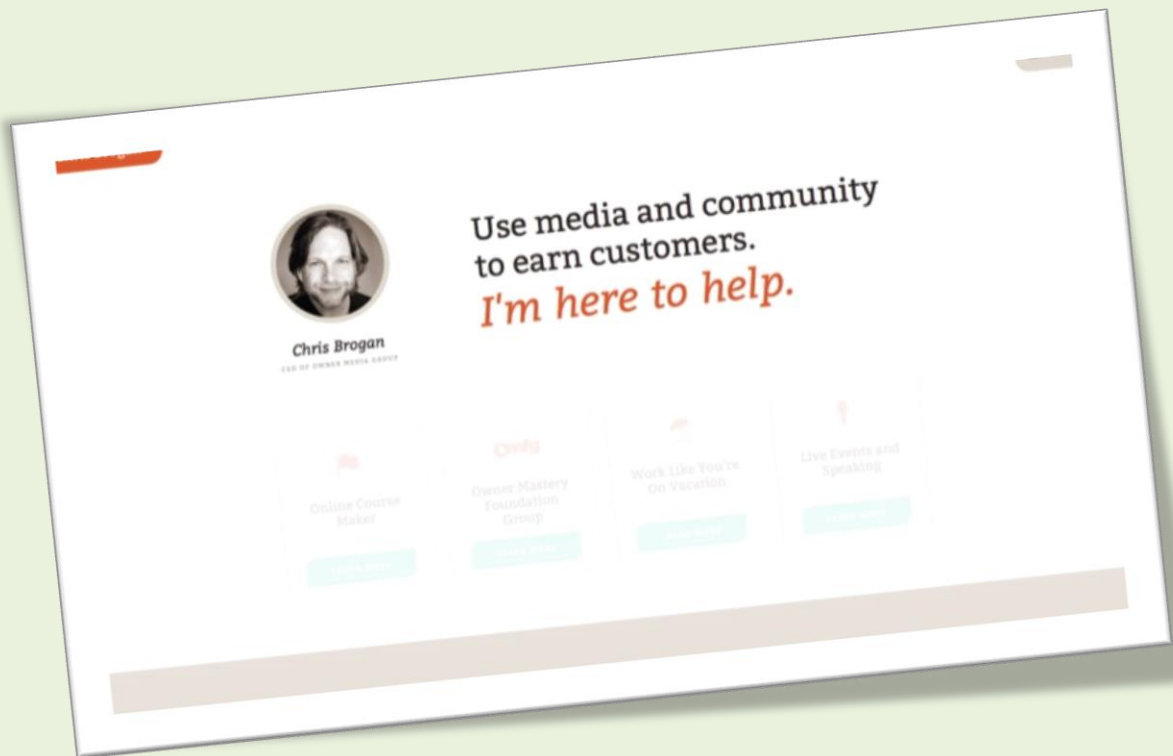 Use media and community
to earn customers.
I'm here to help.
Chris Brogan
CEO OF OWNER MEDIA GROUP
Online Course
Maker
Owner Mastery
Foundation
Group
Work Like You're
On Vacation
Live Events and
Speaking